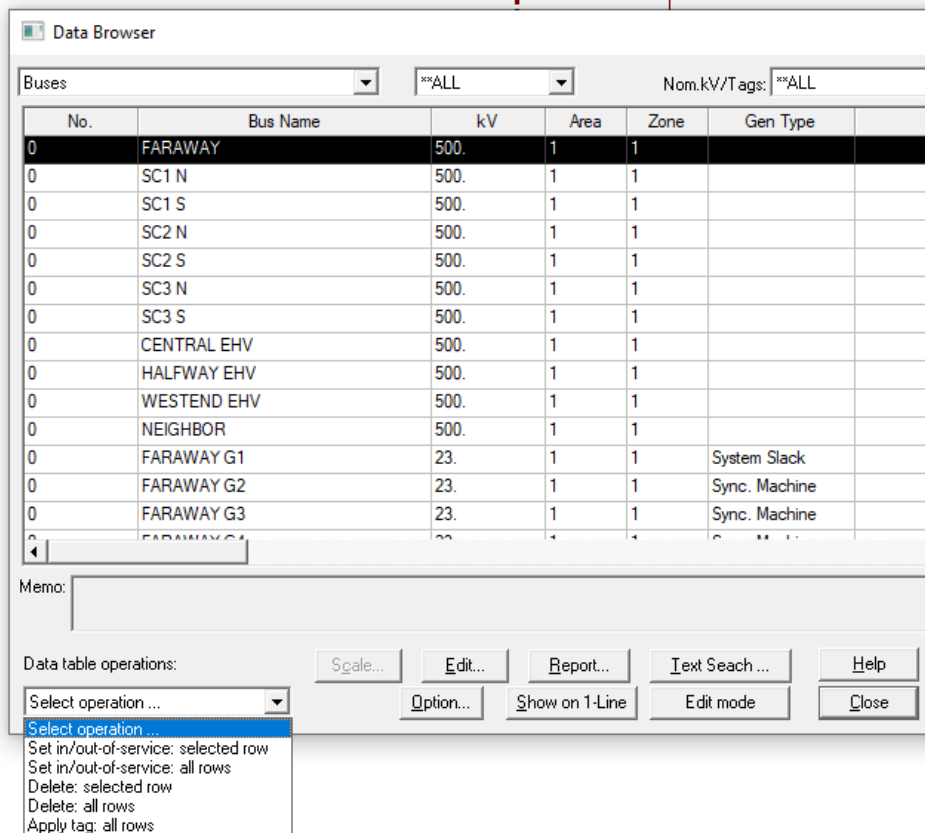 Data Browser
Buses **ALL Nom.kV/Tags: **ALL
No. Bus Name kV Area Zone Gen Type
0 FARAWAY 500. 1 1
0 SC1 N 500. 1 1
0 SC1 S 500. 1 1
0 SC2 N 500. 1 1
0 SC2 S 500. 1 1
0 SC3 N 500. 1 1
0 SC3 S 500. 1 1
0 CENTRAL EHV 500. 1 1
0 HALFWAY EHV 500. 1 1
0 WESTEND EHV 500. 1 1
0 NEIGHBOR 500. 1 1
0 FARAWAY G1 23. 1 1 System Slack
0 FARAWAY G2 23. 1 1 Sync. Machine
0 FARAWAY G3 23. 1 1 Sync. Machine
Memo:
Data table operations: Scale... Edit... Report... Text Seach ... Help
Select operation ... Option... Show on 1-Line Edit mode Close
Select operation ...
Set in/out-of-service: selected row
Set in/out-of-service: all rows
Delete: selected row
Delete: all rows
Apply tag: all rows